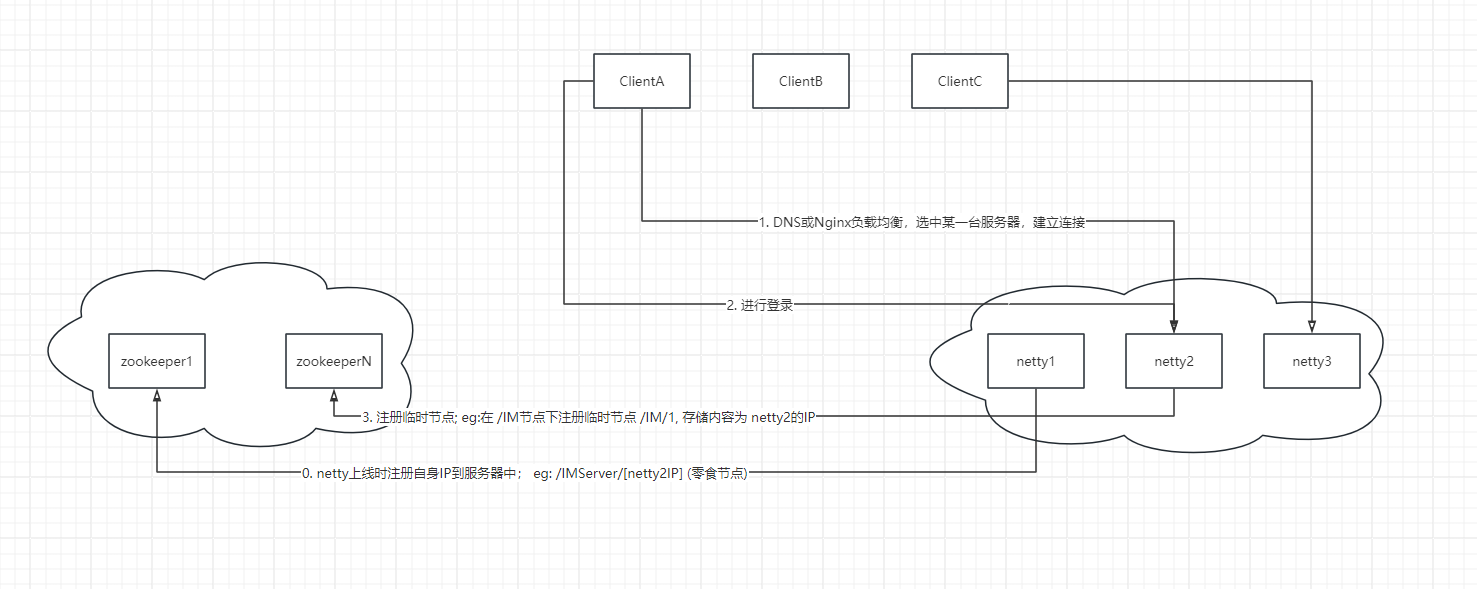 ClientA
ClientB
ClientC
1. DNS或Nginx负载均衡，选中某一台服务器，建立连接
2. 进行登录
zookeeper1
zookeeperN
netty1
netty2
netty3
3. 注册临时节点; eg:在 /IM节点下注册临时节点 /IM/1, 存储内容为 netty2的IP
0. netty上线时注册自身IP到服务器中； eg: /IMServer/[netty2IP] (零食节点)